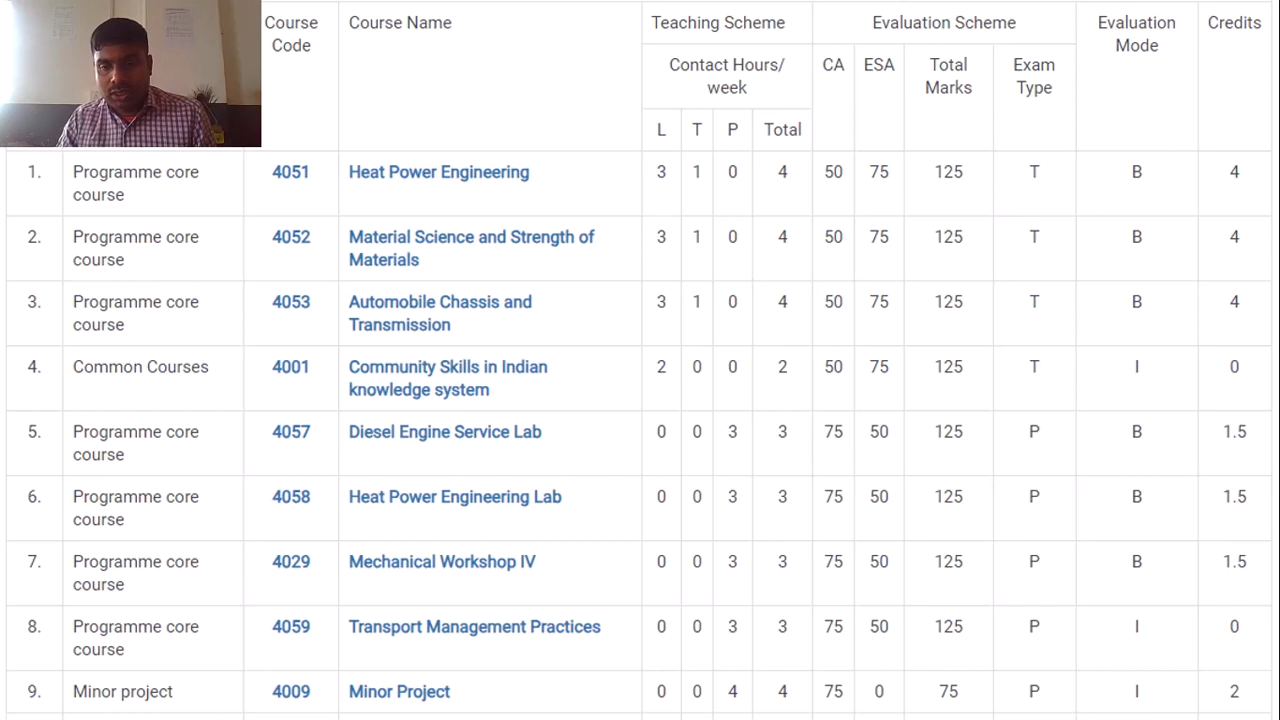 Course Code
Course Name
Teaching Scheme
Evaluation Scheme
Evaluation Mode
Credits
Contact Hours/ week
CA
ESA
Total Marks
Exam Type
L T P Total
1. Programme core course 4051 Heat Power Engineering 3 1 0 4 50 75 125 T B 4
2. Programme core course 4052 Material Science and Strength of Materials 3 1 0 4 50 75 125 T B 4
3. Programme core course 4053 Automobile Chassis and Transmission 3 1 0 4 50 75 125 T B 4
4. Common Courses 4001 Community Skills in Indian knowledge system 2 0 0 2 50 75 125 T I 0
5. Programme core course 4057 Diesel Engine Service Lab 0 0 3 3 75 50 125 P B 1.5
6. Programme core course 4058 Heat Power Engineering Lab 0 0 3 3 75 50 125 P B 1.5
7. Programme core course 4029 Mechanical Workshop IV 0 0 3 3 75 50 125 P B 1.5
8. Programme core course 4059 Transport Management Practices 0 0 3 3 75 50 125 P I 0
9. Minor project 4009 Minor Project 0 0 4 4 75 0 75 P I 2